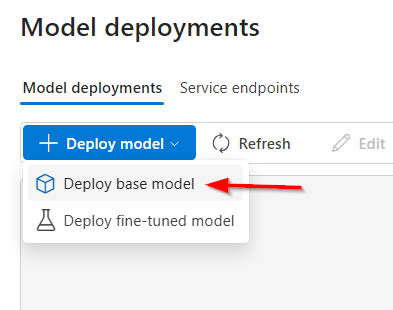 Model deployments
Model deployments Service endpoints
Deploy model Refresh Edit
Deploy base model
Deploy fine-tuned model